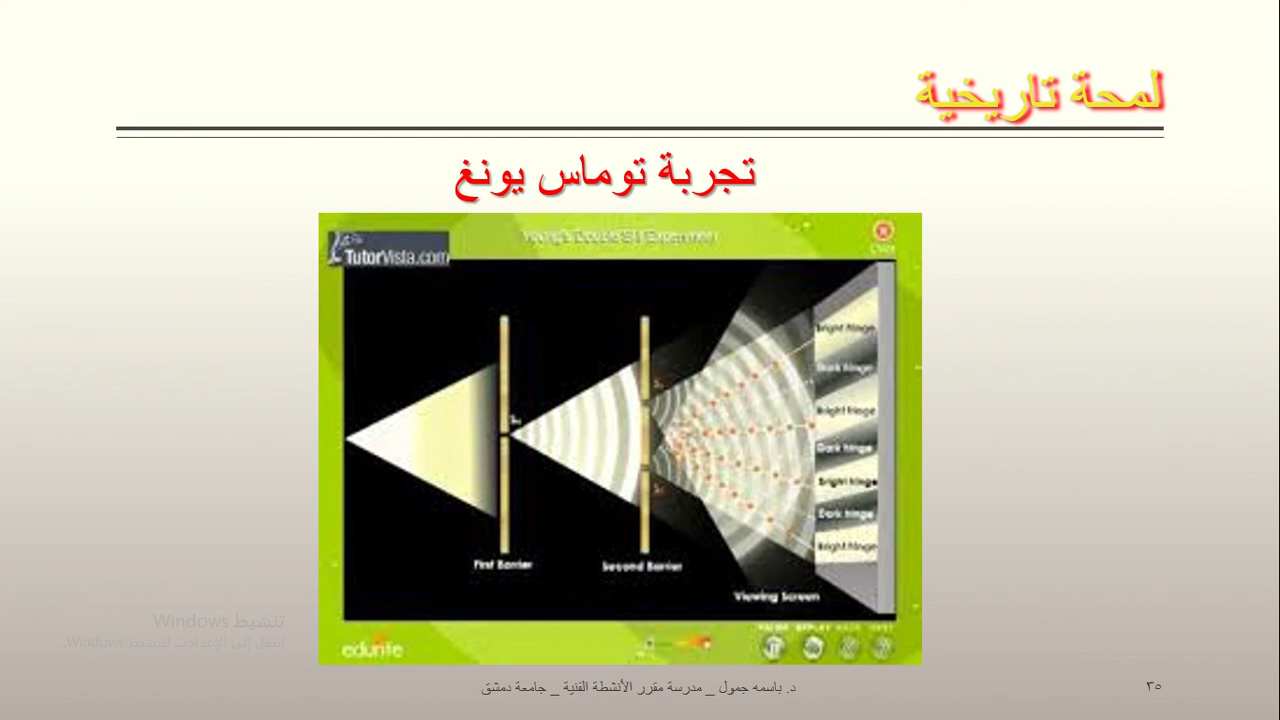 لمحة تاريخية
تجربة توماس يونغ
Young's Double Slit Experiment
TutorVista.com
Bright fringe
Dark fringe
Bright fringe
Dark fringe
Bright fringe
Dark fringe
Bright fringe
First Barrier
Second Barrier
Viewing Screen
edurite
تنشيط Windows
انتقل إلى الإعدادات لتنشيط Windows.
د. باسمه جمول _ مدرسة مقرر الأنشطة الفنية _ جامعة دمشق
٣٥